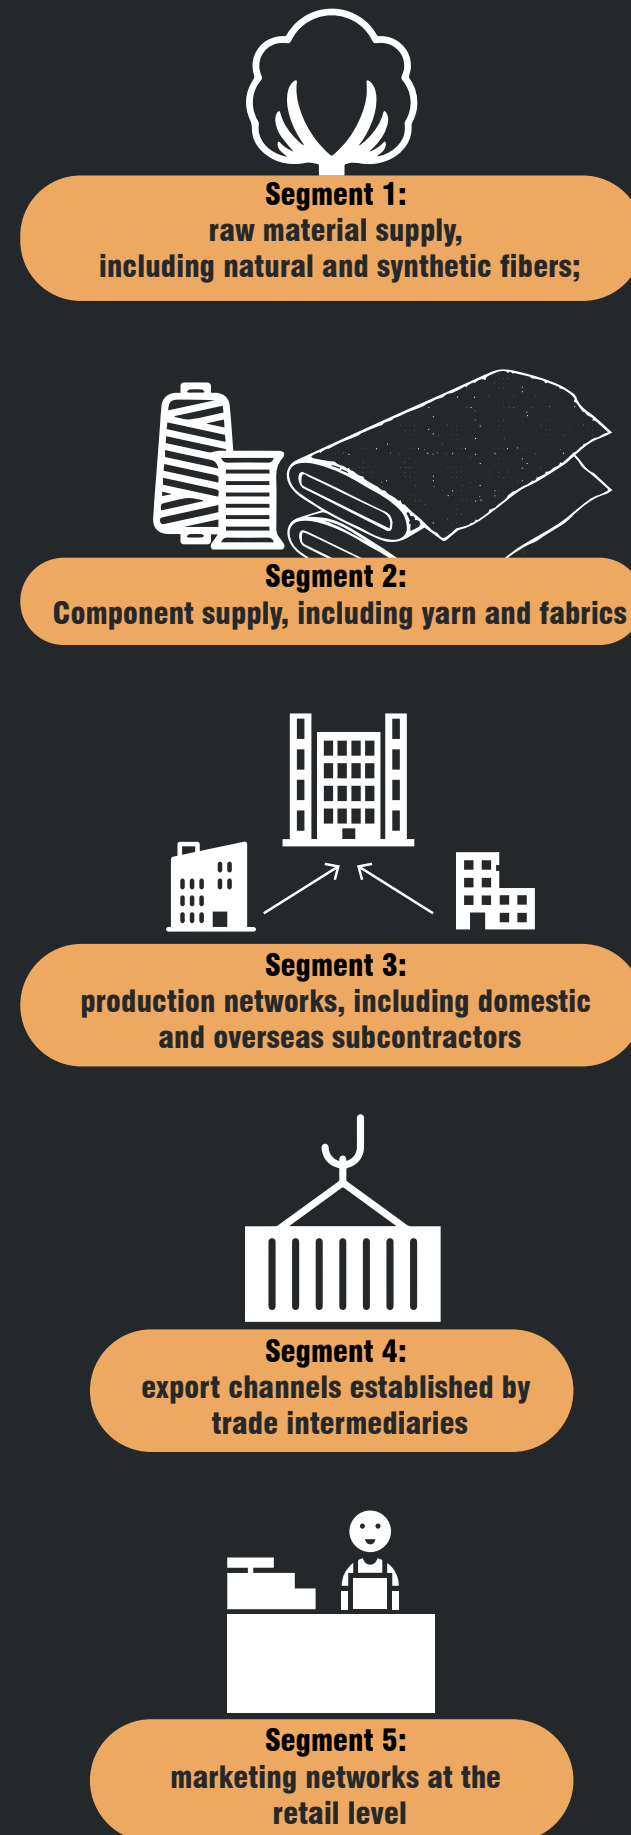 Segment 1:
raw material supply,
including natural and synthetic fibers;
Segment 2:
Component supply, including yarn and fabrics
Segment 3:
production networks, including domestic
and overseas subcontractors
Segment 4:
export channels established by
trade intermediaries
Segment 5:
marketing networks at the
retail level